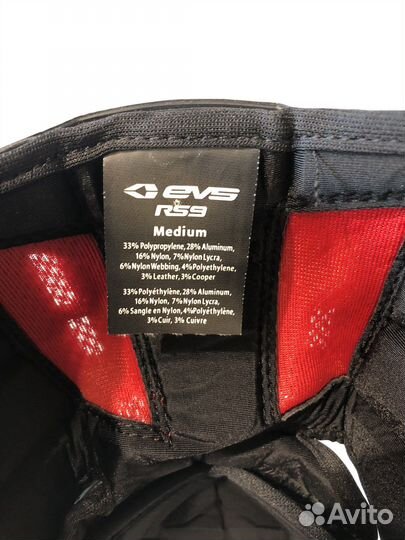 EVS
RS9
Medium
33% Polypropylene, 28% Aluminum,
16% Nylon, 7% Nylon Lycra,
6% Nylon Webbing, 4% Polyethylene,
3% Leather, 3% Cooper
33% Polyéthylène, 28% Aluminum,
16% Nylon, 7% Nylon Lycra,
6% Sangle en Nylon, 4%Polyéthylène,
3% Cuir, 3% Cuivre
Avito